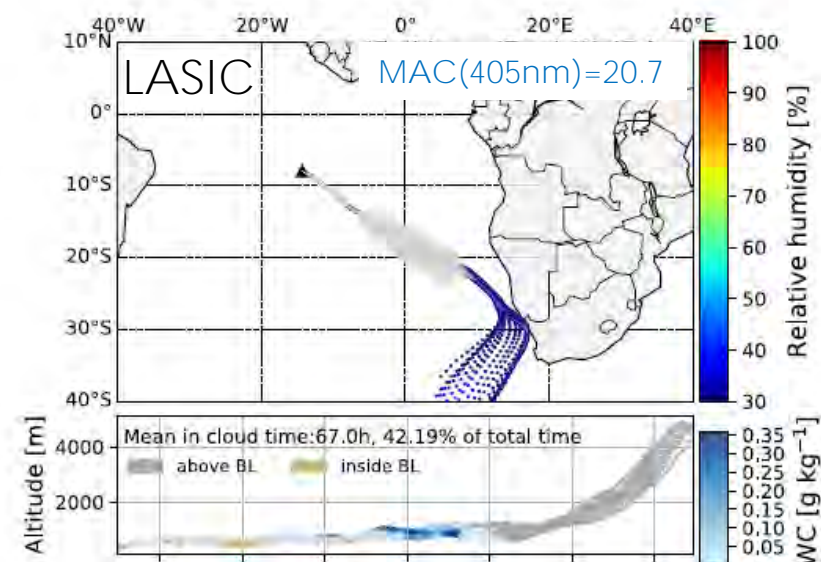 40°W 20°W 0° 20°E 40°E
10°N
LASIC
MAC(405nm)=20.7
0°
10°S
20°S
30°S
40°S
100
90
80
70
60
50
40
30
Relative humidity [%]
Mean in cloud time:67.0h, 42.19% of total time
above BL inside BL
4000
2000
Altitude [m]
0.35
0.30
0.25
0.20
0.15
0.10
0.05
WC [g kg⁻¹]